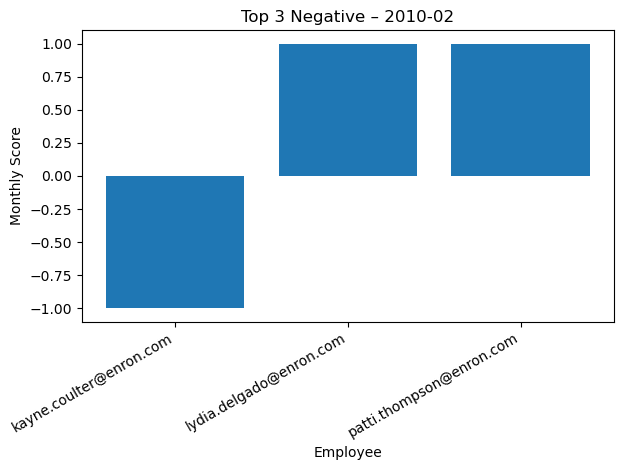 Top 3 Negative – 2010-02
1.00
0.75
0.50
0.25
0.00
−0.25
−0.50
−0.75
−1.00
Monthly Score
kayne.coulter@enron.com
lydia.delgado@enron.com
patti.thompson@enron.com
Employee